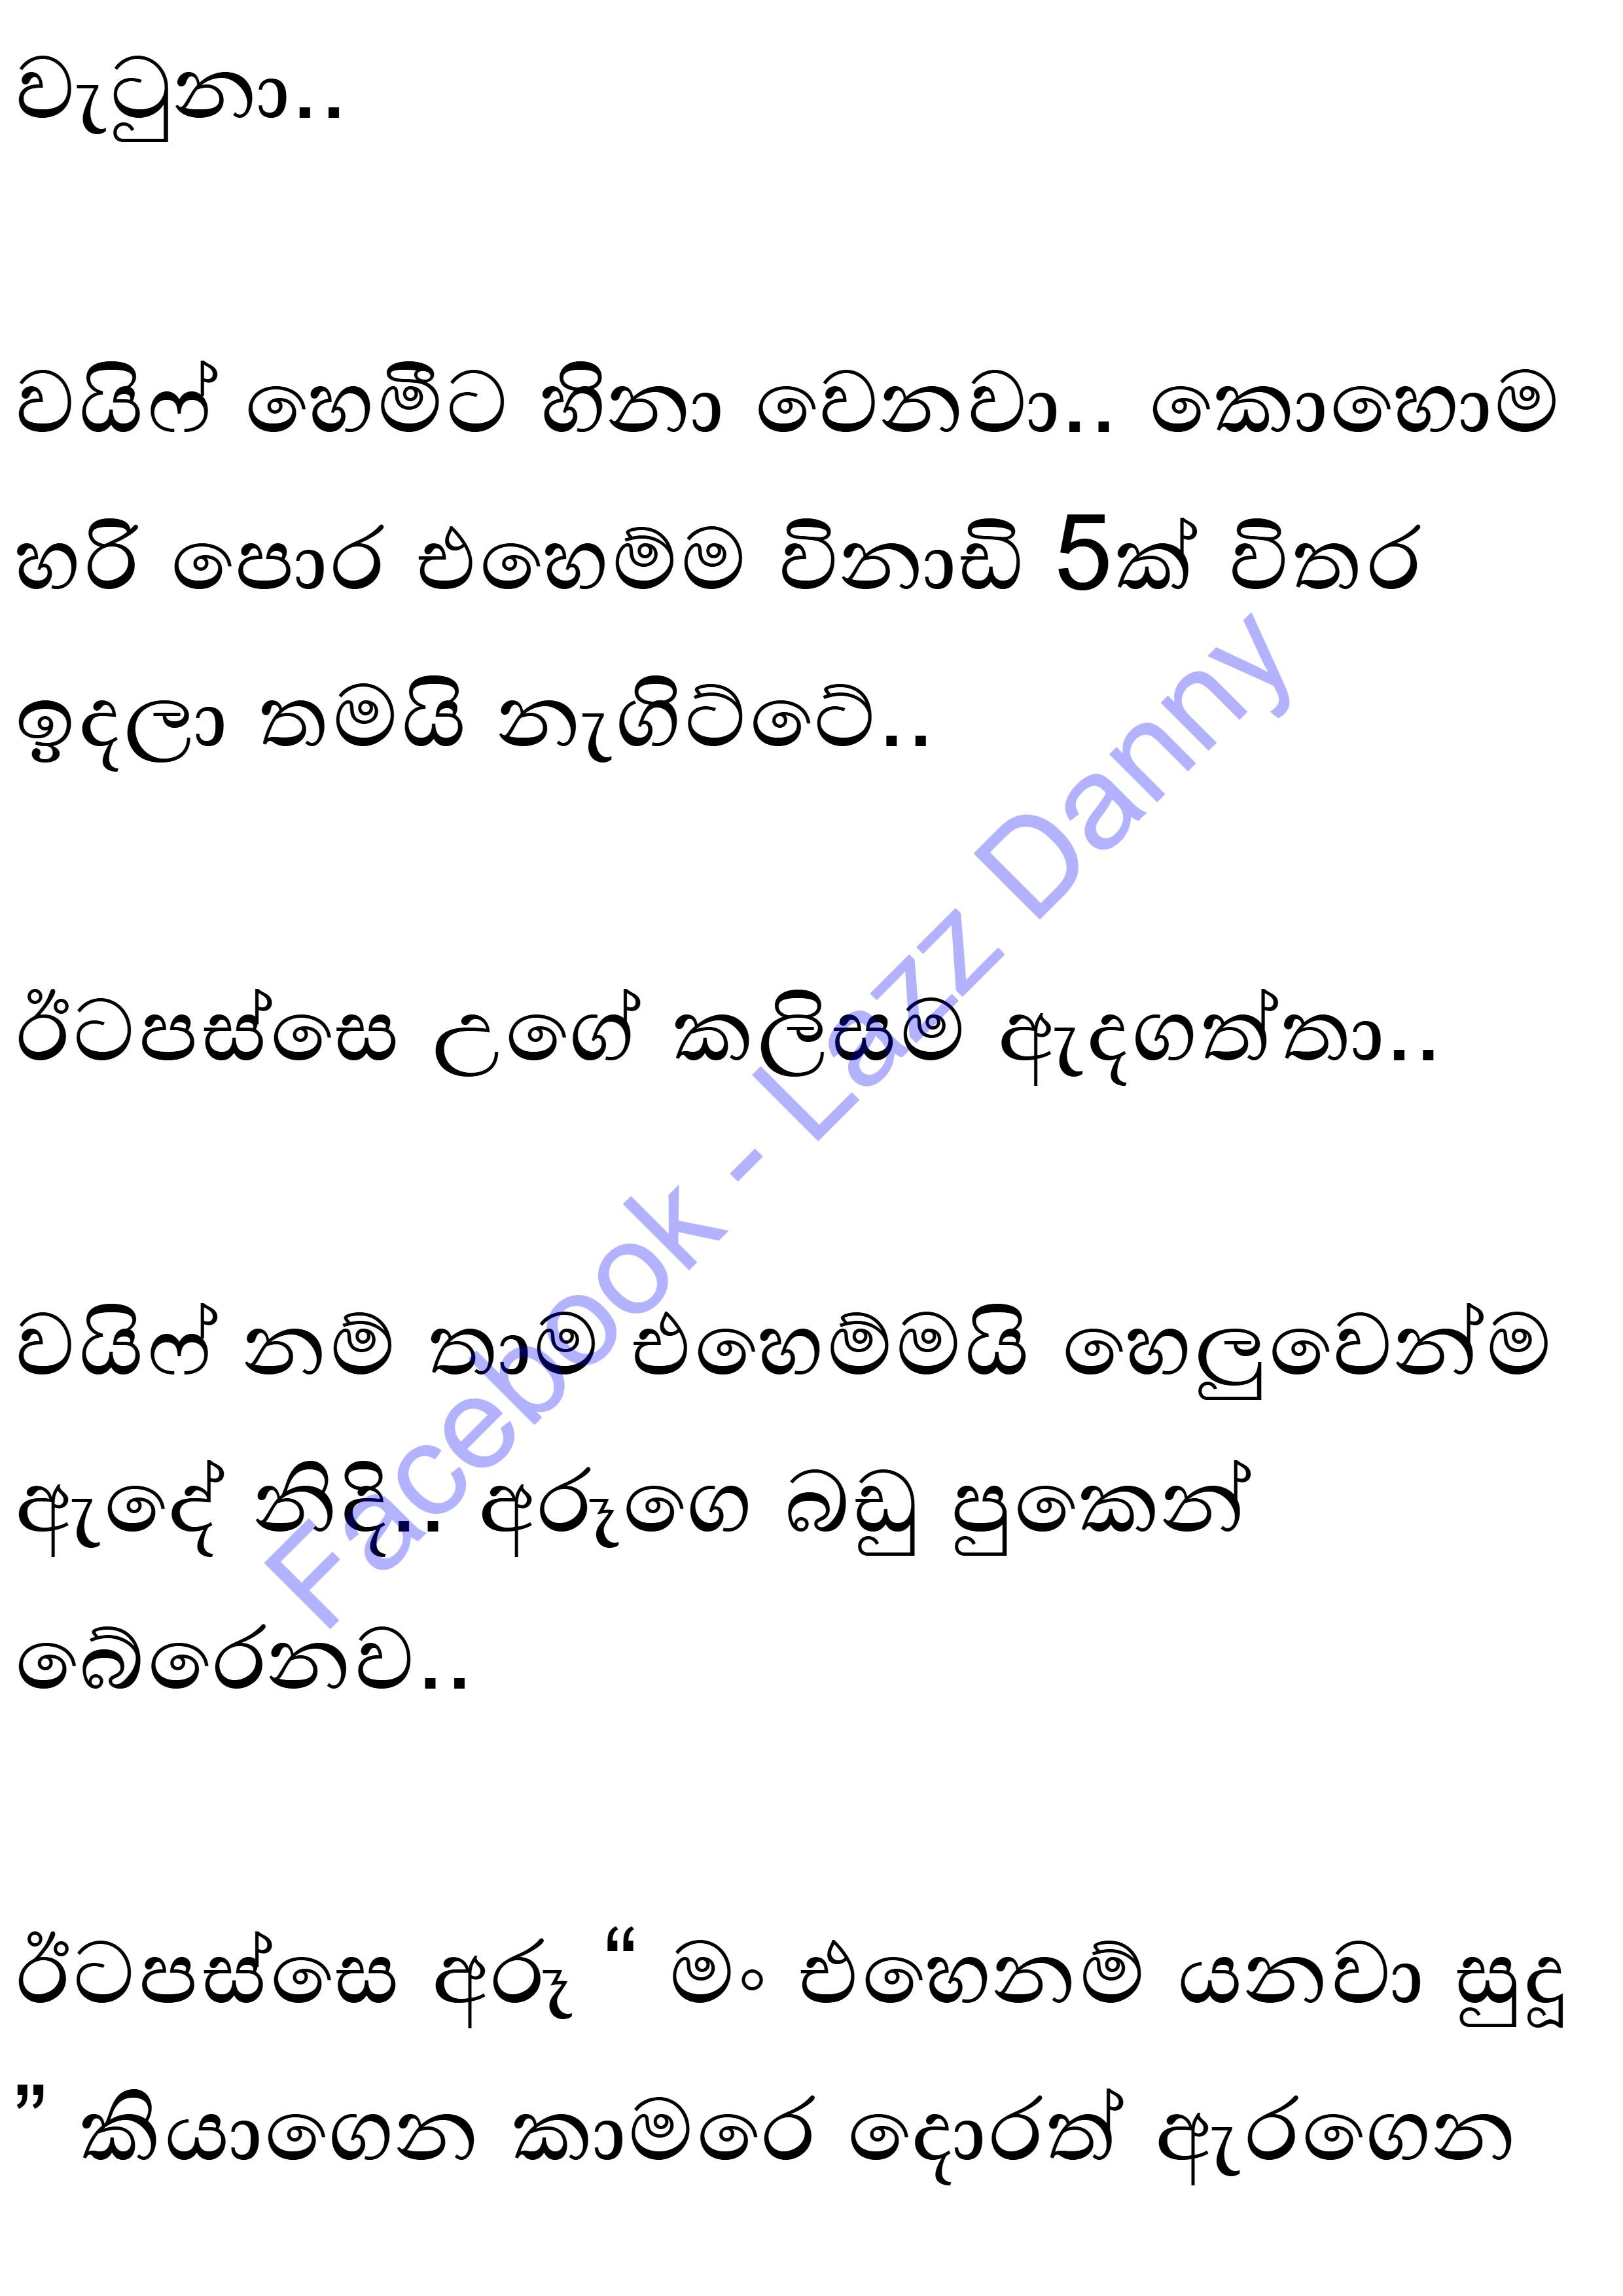 වැටුනා..
වයිෆ් හෙමීට හිනා වෙනවා.. කොහොම
හරි පොර එහෙම්ම විනාඩි 5ක් විතර
ඉදලා තමයි නැගිට්ටේ..
ඊටපස්සෙ උගේ කලිසම ඇදගත්තා..
වයිෆ් නම් තාම එහෙම්මයි හෙලුවෙන්ම
ඇදේ නිදි.. අරූගෙ බඩු පුකෙන්
බේරෙනව..
ඊටපස්සෙ අරූ “ මං එහෙනම් යනවා සුදූ
” කියාගෙන කාමරෙ දොරත් ඇරගෙන
Facebook - Lazz Danny